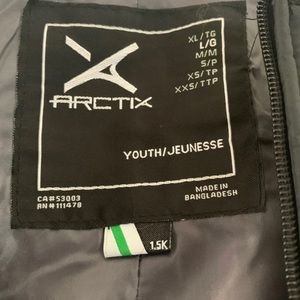 XL/TG
L/G
M/M
S/P
XS/TP
XXS/TTP
ARCTIX
YOUTH/JEUNESSE
CA#53003
RN#111478
MADE IN
BANGLADESH
1.5K